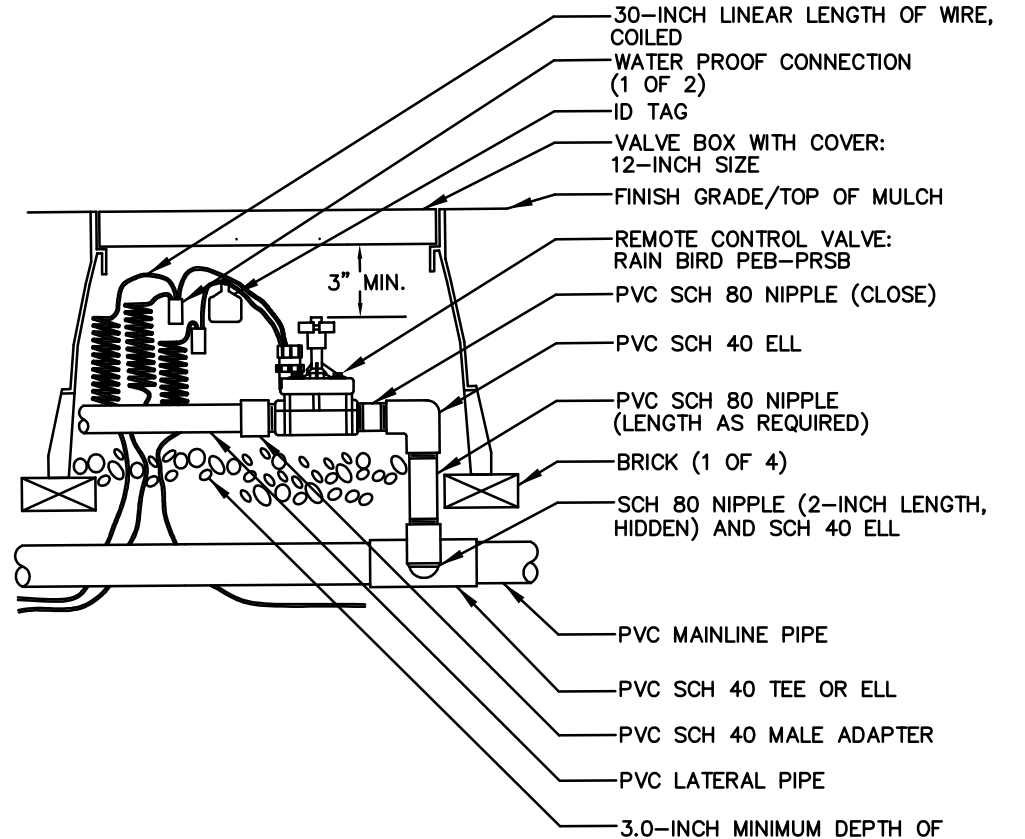 30-INCH LINEAR LENGTH OF WIRE,
COILED
WATER PROOF CONNECTION
(1 OF 2)
ID TAG
VALVE BOX WITH COVER:
12-INCH SIZE
FINISH GRADE/TOP OF MULCH
REMOTE CONTROL VALVE:
RAIN BIRD PEB-PRSB
3" MIN.
PVC SCH 80 NIPPLE (CLOSE)
PVC SCH 40 ELL
PVC SCH 80 NIPPLE
(LENGTH AS REQUIRED)
BRICK (1 OF 4)
SCH 80 NIPPLE (2-INCH LENGTH,
HIDDEN) AND SCH 40 ELL
PVC MAINLINE PIPE
PVC SCH 40 TEE OR ELL
PVC SCH 40 MALE ADAPTER
PVC LATERAL PIPE
3.0-INCH MINIMUM DEPTH OF